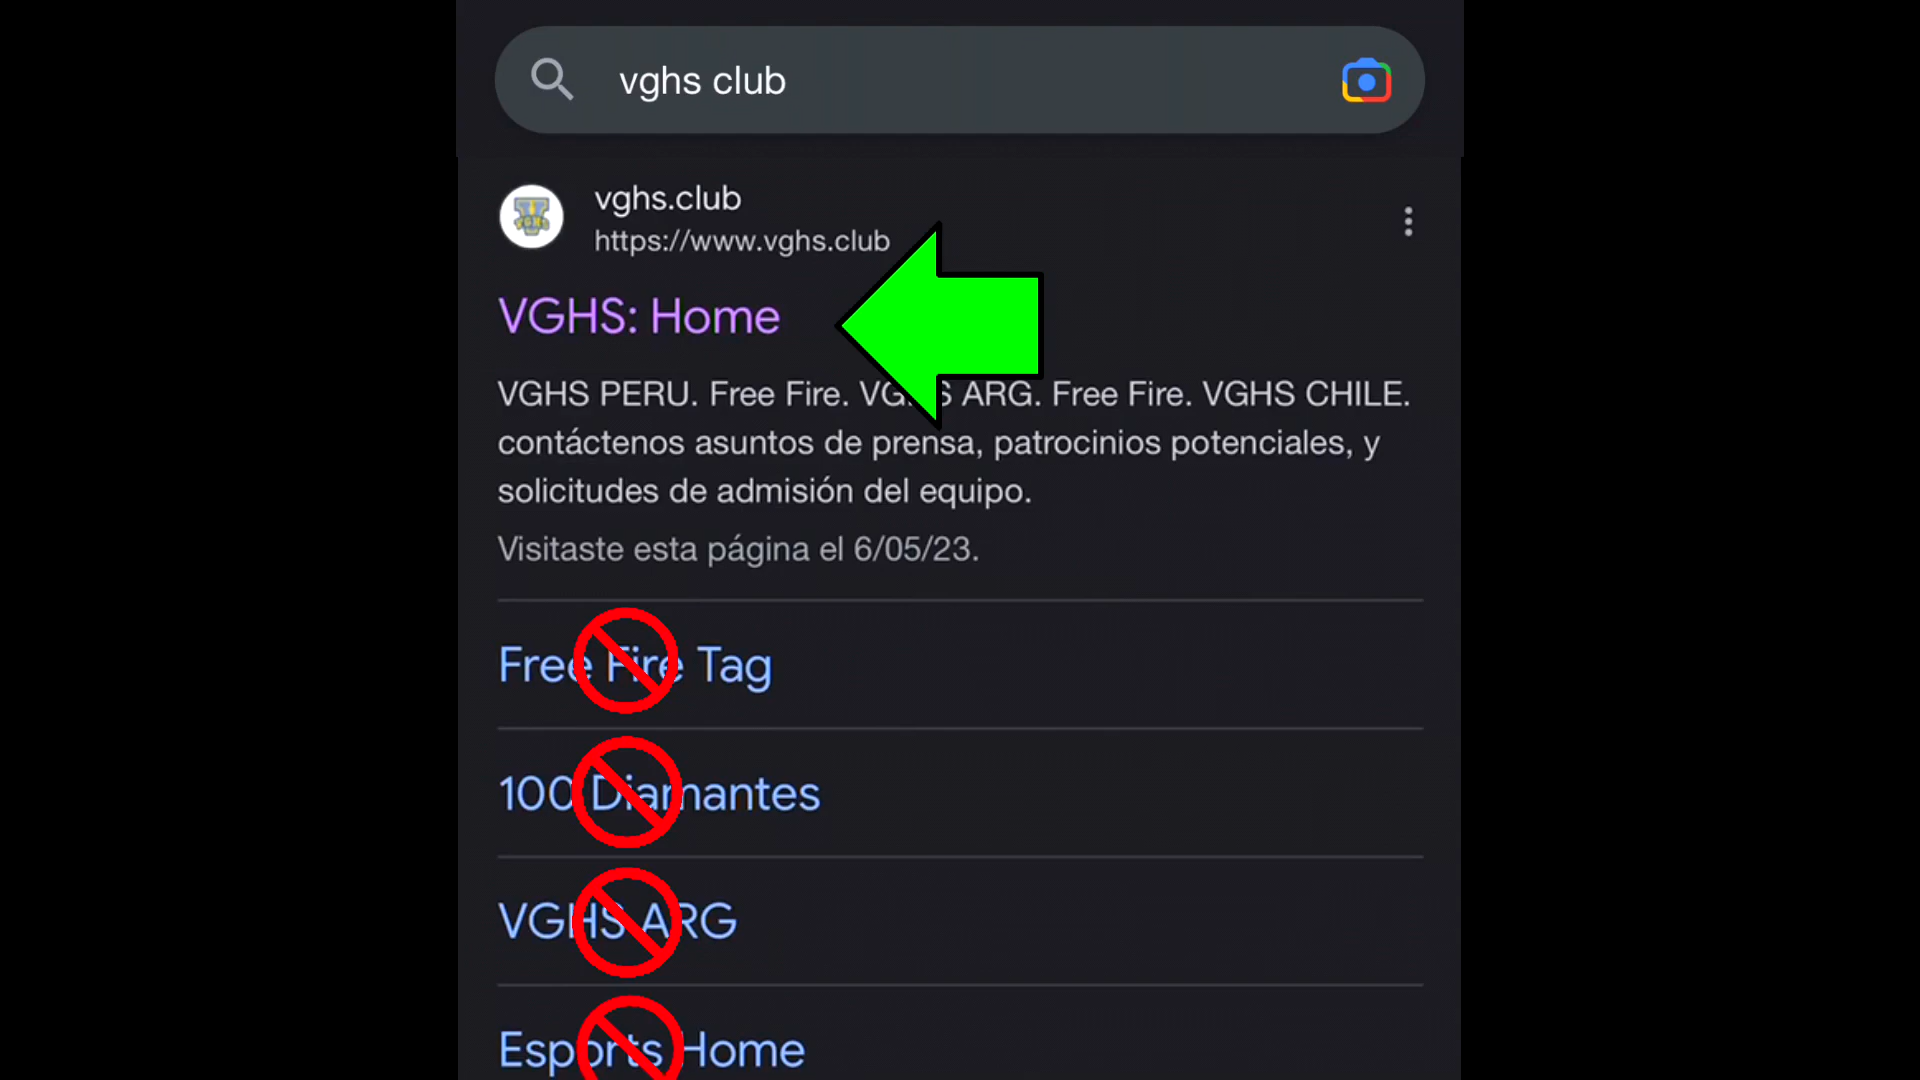 vghs club
vghs.club
https://www.vghs.club
VGHS: Home
VGHS PERU. Free Fire. VGHS ARG. Free Fire. VGHS CHILE.
contáctenos asuntos de prensa, patrocinios potenciales, y
solicitudes de admisión del equipo.
Visitaste esta página el 6/05/23.
Free Fire Tag
100 Diamantes
VGHS ARG
Esports Home